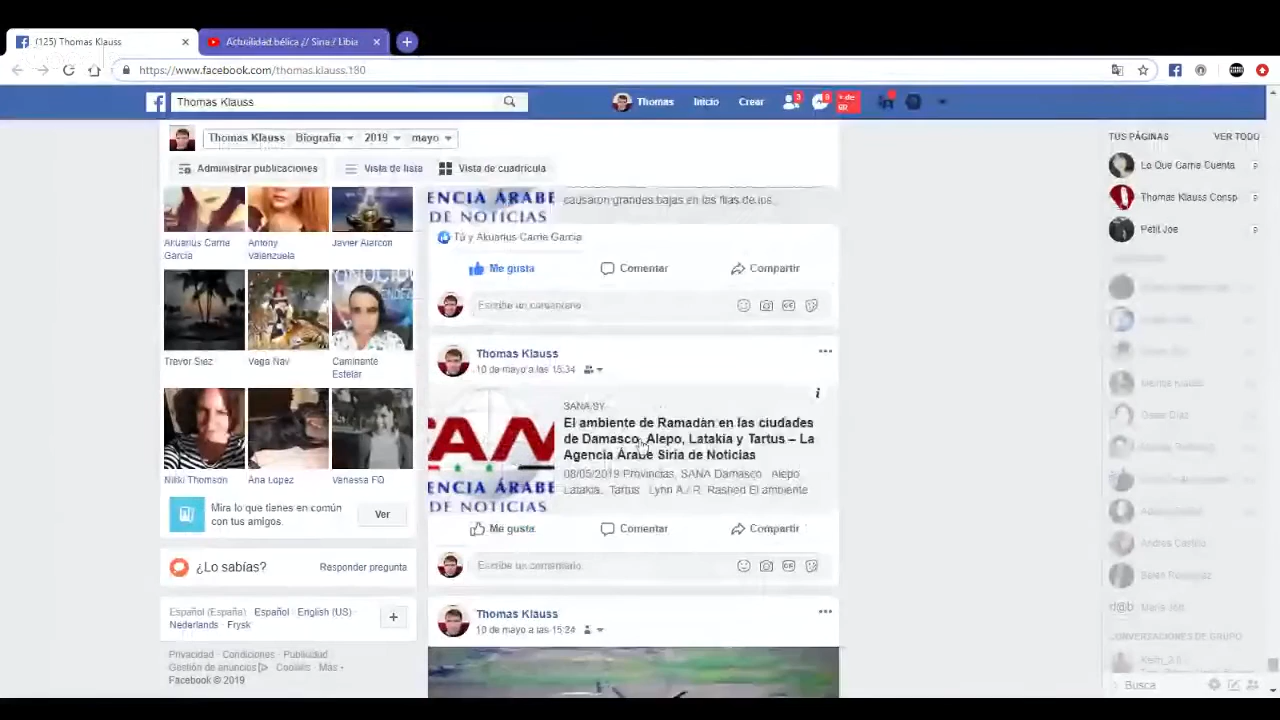 (125) Thomas Klauss
Actualidad bélica // Siria / Libia
https://www.facebook.com/thomas.klauss.180
Thomas Klauss
Thomas
Inicio
Crear
Thomas Klauss Biografía 2019 mayo
Administrar publicaciones
Vista de lista
Vista de cuadrícula
Akuarius Carrie
Garcia
Antony
Valenzuela
Javier Alarcon
Trevor Siez
Vega Nav
Caminante
Estelar
Nikki Thomson
Ana Lopez
Vanessa FQ
Mira lo que tienes en común
con tus amigos.
Ver
¿Lo sabías?
Responder pregunta
Español (España) · Español · English (US) ·
Nederlands · Frysk
Privacidad · Condiciones · Publicidad
Gestión de anuncios · Cookies · Más
Facebook © 2019
ENCIA ÁRABE
DE NOTICIAS
causaron grandes bajas en las filas de los
Tú y Akuarius Carrie Garcia
Me gusta
Comentar
Compartir
Escribe un comentario
Thomas Klauss
10 de mayo a las 15:34
SANA.SY
El ambiente de Ramadán en las ciudades
de Damasco, Alepo, Latakia y Tartus – La
Agencia Árabe Siria de Noticias
08/05/2019 Provincias, SANA Damasco Alepo
Latakia, Tartus Lynn A./ R. Rashed El ambiente
ENCIA ÁRABE
DE NOTICIAS
Me gusta
Comentar
Compartir
Escribe un comentario
Thomas Klauss
10 de mayo a las 15:24
TUS PÁGINAS
VER TODO
Lo Que Carrie Cuenta
Thomas Klauss Consp
Petit Joe
CONVERSACIONES DE GRUPO
Busca